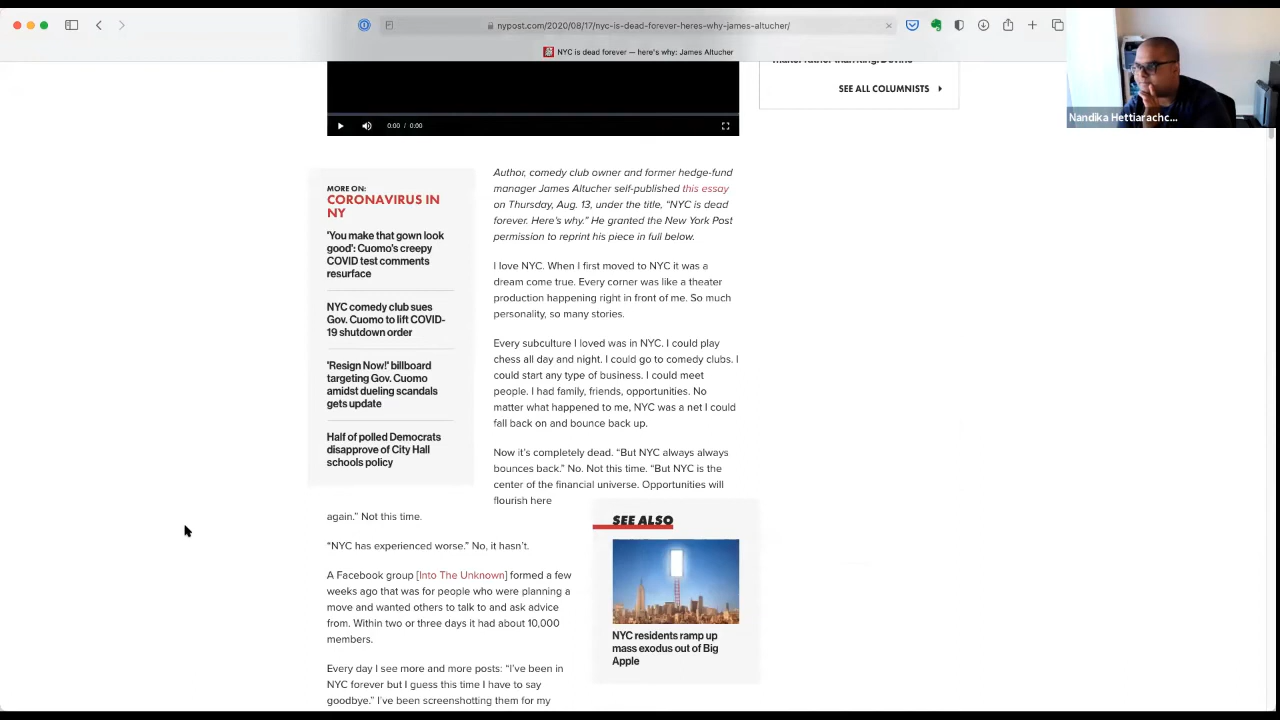 nypost.com/2020/08/17/nyc-is-dead-forever-heres-why-james-altucher/
NYC is dead forever — here's why: James Altucher
SEE ALL COLUMNISTS
Nandika Hettiarachc...
0:00 / 0:00
MORE ON:
CORONAVIRUS IN
NY
'You make that gown look
good': Cuomo's creepy
COVID test comments
resurface
NYC comedy club sues
Gov. Cuomo to lift COVID-
19 shutdown order
'Resign Now!' billboard
targeting Gov. Cuomo
amidst dueling scandals
gets update
Half of polled Democrats
disapprove of City Hall
schools policy
Author, comedy club owner and former hedge-fund
manager James Altucher self-published this essay
on Thursday, Aug. 13, under the title, “NYC is dead
forever. Here's why.” He granted the New York Post
permission to reprint his piece in full below.
I love NYC. When I first moved to NYC it was a
dream come true. Every corner was like a theater
production happening right in front of me. So much
personality, so many stories.
Every subculture I loved was in NYC. I could play
chess all day and night. I could go to comedy clubs. I
could start any type of business. I could meet
people. I had family, friends, opportunities. No
matter what happened to me, NYC was a net I could
fall back on and bounce back up.
Now it's completely dead. “But NYC always always
bounces back.” No. Not this time. “But NYC is the
center of the financial universe. Opportunities will
flourish here
again.” Not this time.
“NYC has experienced worse.” No, it hasn't.
A Facebook group [Into The Unknown] formed a few
weeks ago that was for people who were planning a
move and wanted others to talk to and ask advice
from. Within two or three days it had about 10,000
members.
Every day I see more and more posts: “I've been in
NYC forever but I guess this time I have to say
goodbye.” I've been screenshotting them for my
SEE ALSO
NYC residents ramp up
mass exodus out of Big
Apple